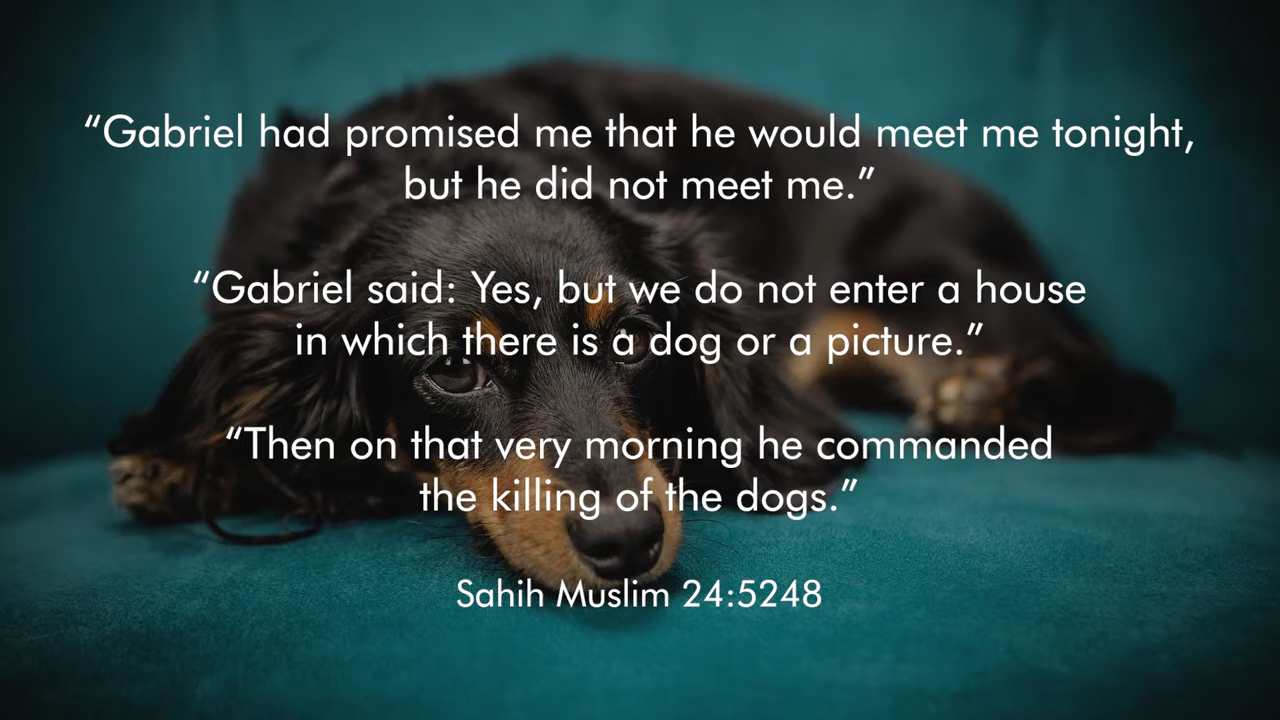 “Gabriel had promised me that he would meet me tonight,
but he did not meet me.”
“Gabriel said: Yes, but we do not enter a house
in which there is a dog or a picture.”
“Then on that very morning he commanded
the killing of the dogs.”
Sahih Muslim 24:5248